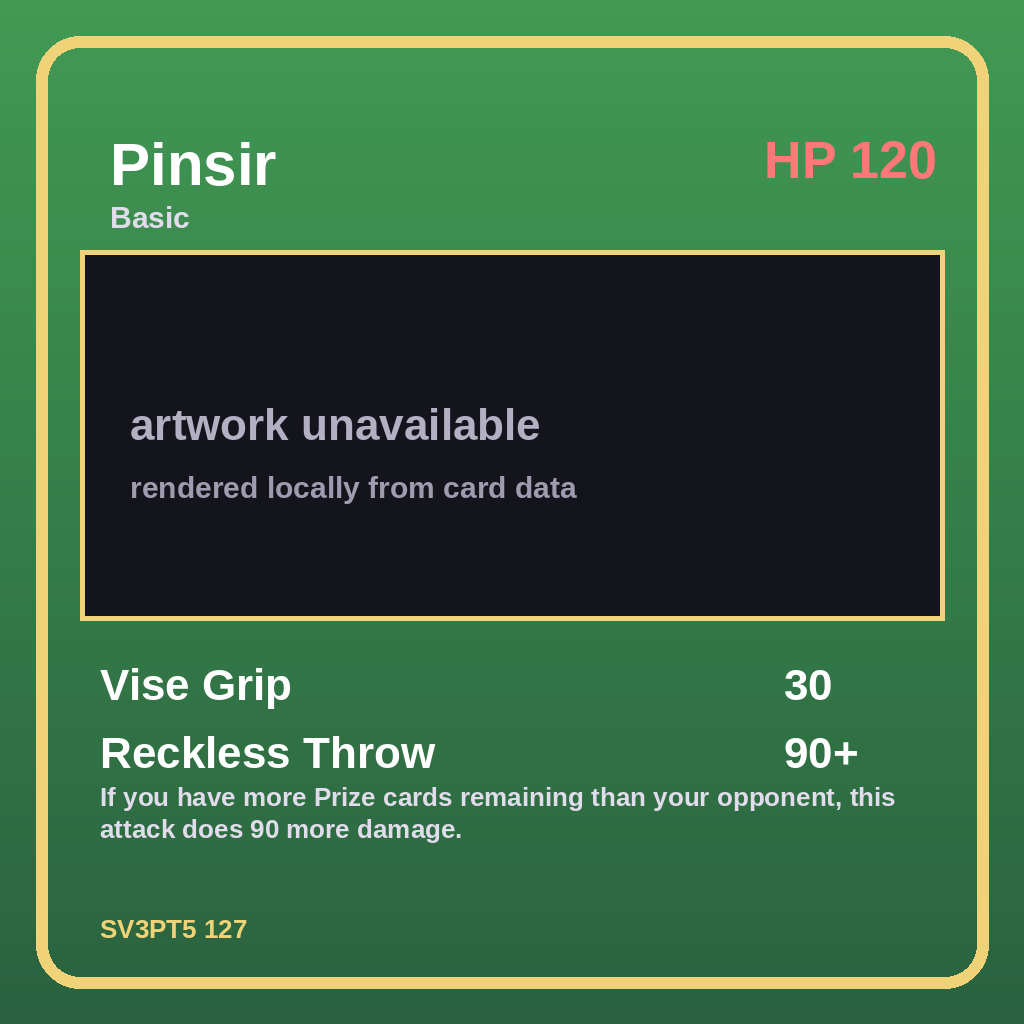 Pinsir
HP 120
Basic
artwork unavailable
rendered locally from card data
Vise Grip 30
Reckless Throw 90+
If you have more Prize cards remaining than your opponent, this
attack does 90 more damage.
SV3PT5 127